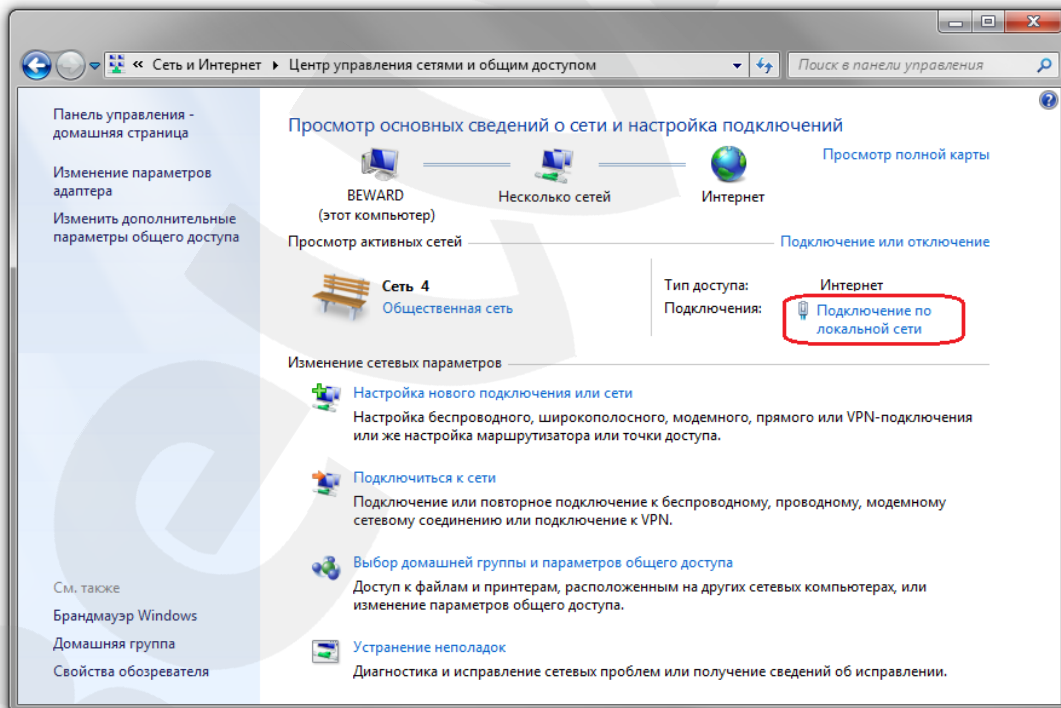 « Сеть и Интернет ▸ Центр управления сетями и общим доступом
Поиск в панели управления
Панель управления -
домашняя страница
Изменение параметров
адаптера
Изменить дополнительные
параметры общего доступа
См. также
Брандмауэр Windows
Домашняя группа
Свойства обозревателя
Просмотр основных сведений о сети и настройка подключений
Просмотр полной карты
BEWARD
(этот компьютер)
Несколько сетей
Интернет
Просмотр активных сетей
Подключение или отключение
Сеть 4
Общественная сеть
Тип доступа: Интернет
Подключения: Подключение по
локальной сети
Изменение сетевых параметров
Настройка нового подключения или сети
Настройка беспроводного, широкополосного, модемного, прямого или VPN-подключения
или же настройка маршрутизатора или точки доступа.
Подключиться к сети
Подключение или повторное подключение к беспроводному, проводному, модемному
сетевому соединению или подключение к VPN.
Выбор домашней группы и параметров общего доступа
Доступ к файлам и принтерам, расположенным на других сетевых компьютерах, или
изменение параметров общего доступа.
Устранение неполадок
Диагностика и исправление сетевых проблем или получение сведений об исправлении.